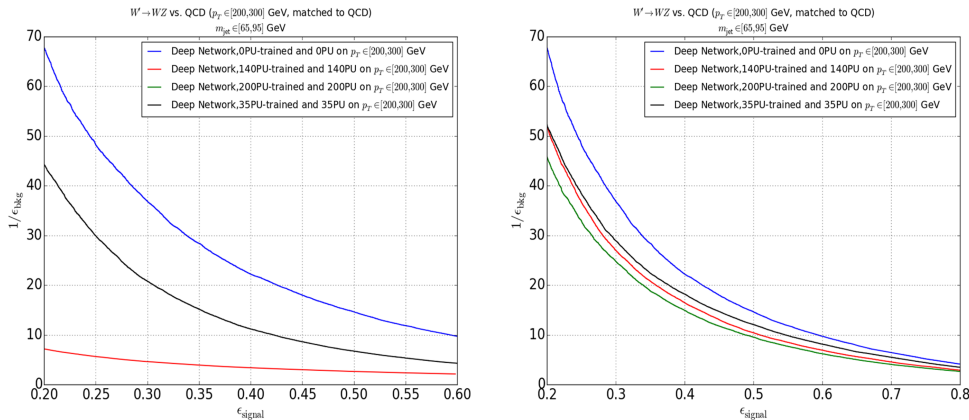 W′→WZ vs. QCD (p_T∈[200,300] GeV, matched to QCD)
m_jet∈[65,95] GeV
70
60
50
40
30
20
10
0
1/ϵ_bkg
Deep Network,0PU-trained and 0PU on p_T∈[200,300] GeV
Deep Network,140PU-trained and 140PU on p_T∈[200,300] GeV
Deep Network,200PU-trained and 200PU on p_T∈[200,300] GeV
Deep Network,35PU-trained and 35PU on p_T∈[200,300] GeV
0.20 0.25 0.30 0.35 0.40 0.45 0.50 0.55 0.60
ϵ_signal
W′→WZ vs. QCD (p_T∈[200,300] GeV, matched to QCD)
m_jet∈[65,95] GeV
70
60
50
40
30
20
10
0
1/ϵ_bkg
Deep Network,0PU-trained and 0PU on p_T∈[200,300] GeV
Deep Network,140PU-trained and 140PU on p_T∈[200,300] GeV
Deep Network,200PU-trained and 200PU on p_T∈[200,300] GeV
Deep Network,35PU-trained and 35PU on p_T∈[200,300] GeV
0.2 0.3 0.4 0.5 0.6 0.7 0.8
ϵ_signal